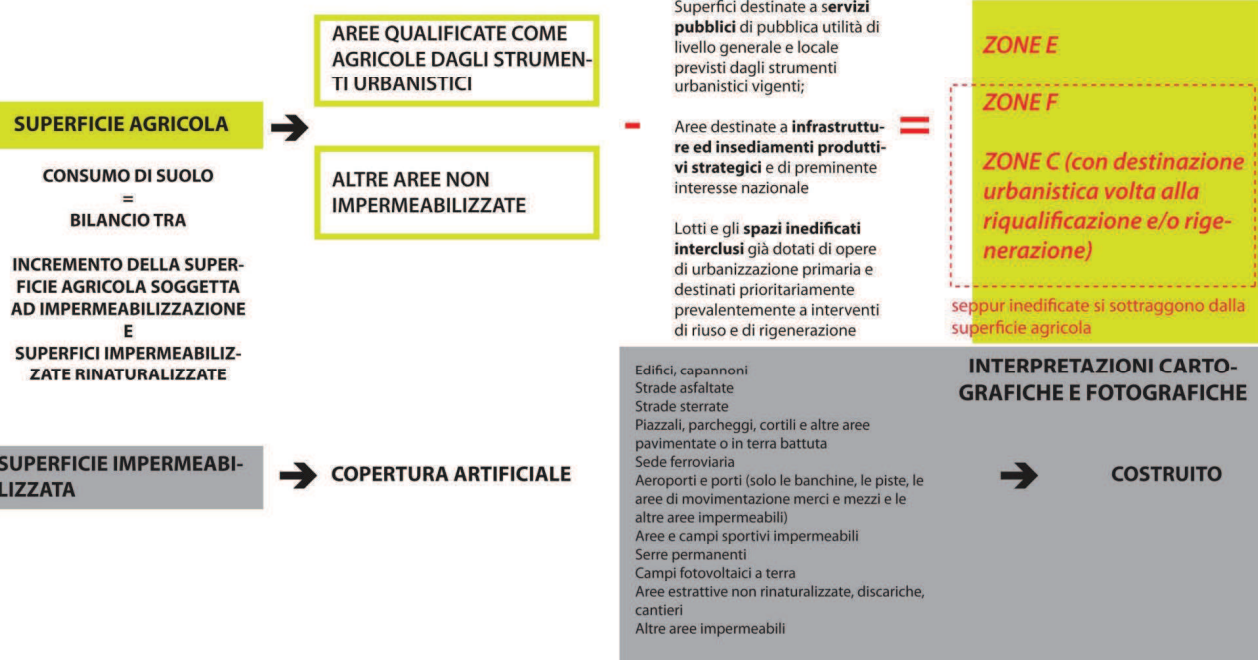 SUPERFICIE AGRICOLA
CONSUMO DI SUOLO
=
BILANCIO TRA
INCREMENTO DELLA SUPER-
FICIE AGRICOLA SOGGETTA
AD IMPERMEABILIZZAZIONE
E
SUPERFICI IMPERMEABILIZ-
ZATE RINATURALIZZATE
➔
AREE QUALIFICATE COME
AGRICOLE DAGLI STRUMEN-
TI URBANISTICI
ALTRE AREE NON
IMPERMEABILIZZATE
-
Superfici destinate a servizi
pubblici di pubblica utilità di
livello generale e locale
previsti dagli strumenti
urbanistici vigenti;
Aree destinate a infrastruttu-
re ed insediamenti produtti-
vi strategici e di preminente
interesse nazionale
Lotti e gli spazi inedificati
interclusi già dotati di opere
di urbanizzazione primaria e
destinati prioritariamente
prevalentemente a interventi
di riuso e di rigenerazione
=
ZONE E
ZONE F
ZONE C (con destinazione
urbanistica volta alla
riqualificazione e/o rige-
nerazione)
seppur inedificate si sottraggono dalla
superficie agricola
SUPERFICIE IMPERMEABI-
LIZZATA
➔
COPERTURA ARTIFICIALE
Edifici, capannoni
Strade asfaltate
Strade sterrate
Piazzali, parcheggi, cortili e altre aree
pavimentate o in terra battuta
Sede ferroviaria
Aeroporti e porti (solo le banchine, le piste, le
aree di movimentazione merci e mezzi e le
altre aree impermeabili)
Aree e campi sportivi impermeabili
Serre permanenti
Campi fotovoltaici a terra
Aree estrattive non rinaturalizzate, discariche,
cantieri
Altre aree impermeabili
INTERPRETAZIONI CARTO-
GRAFICHE E FOTOGRAFICHE
➔
COSTRUITO